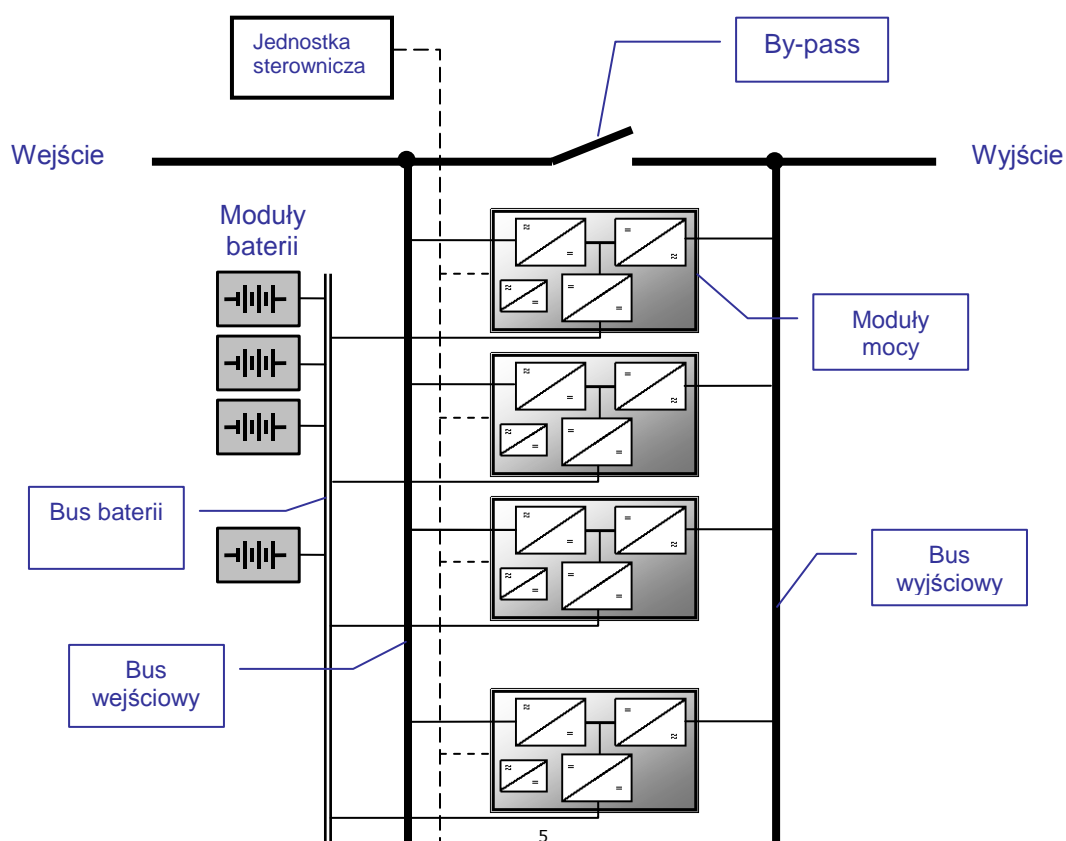 Jednostka
sterownicza
By-pass
Wejście
Wyjście
Moduły
baterii
Moduły
mocy
Bus baterii
Bus
wyjściowy
Bus
wejściowy
5